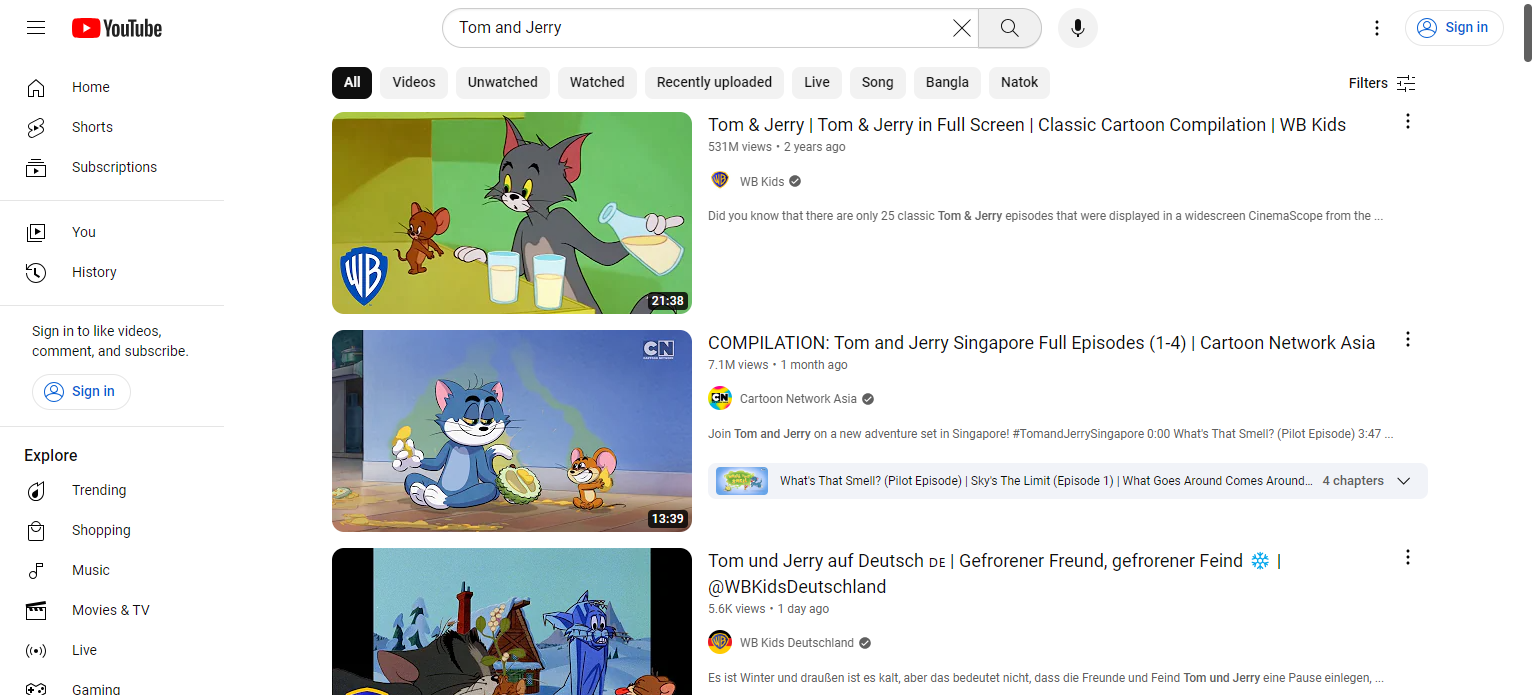 YouTube
Tom and Jerry
Sign in
Home
Shorts
Subscriptions
You
History
Sign in to like videos,
comment, and subscribe.
Sign in
Explore
Trending
Shopping
Music
Movies & TV
Live
Gaming
All
Videos
Unwatched
Watched
Recently uploaded
Live
Song
Bangla
Natok
Filters
WB
21:38
Tom & Jerry | Tom & Jerry in Full Screen | Classic Cartoon Compilation | WB Kids
531M views • 2 years ago
WB Kids
Did you know that there are only 25 classic Tom & Jerry episodes that were displayed in a widescreen CinemaScope from the ...
CN
CARTOON NETWORK
13:39
COMPILATION: Tom and Jerry Singapore Full Episodes (1-4) | Cartoon Network Asia
7.1M views • 1 month ago
CN
Cartoon Network Asia
Join Tom and Jerry on a new adventure set in Singapore! #TomandJerrySingapore 0:00 What's That Smell? (Pilot Episode) 3:47 ...
What's That Smell? (Pilot Episode) | Sky's The Limit (Episode 1) | What Goes Around Comes Around... 4 chapters
Tom und Jerry auf Deutsch DE | Gefrorener Freund, gefrorener Feind ❄️ |
@WBKidsDeutschland
5.6K views • 1 day ago
WB Kids Deutschland
Es ist Winter und draußen ist es kalt, aber das bedeutet nicht, dass die Freunde und Feind Tom und Jerry eine Pause einlegen, ...